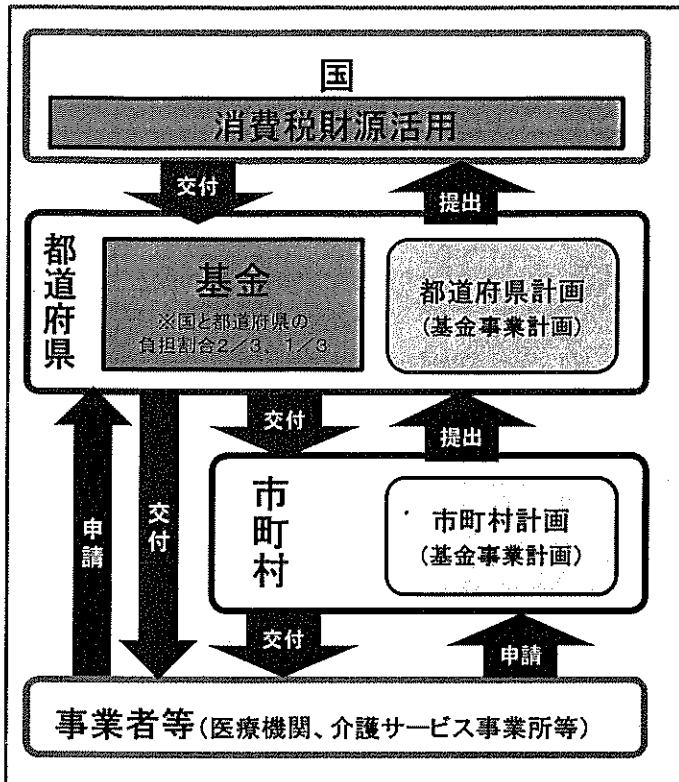 国
消費税財源活用
交付
提出
都道府県
基金
※国と都道府県の
負担割合2/3、1/3
都道府県計画
(基金事業計画)
交付
提出
申請
交付
市町村
市町村計画
(基金事業計画)
交付
申請
事業者等(医療機関、介護サービス事業所等)